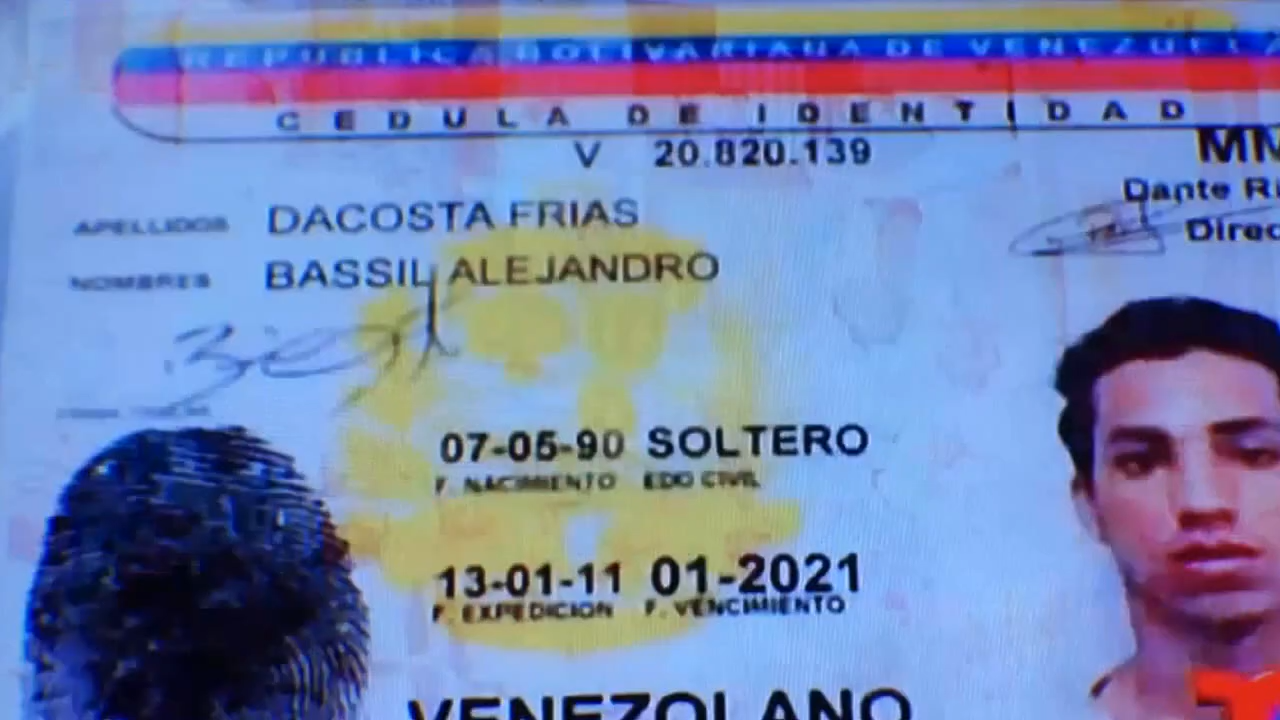 REPUBLICA BOLIVARIANA DE VENEZUELA
CEDULA DE IDENTIDAD
V 20.820.139
APELLIDOS DACOSTA FRIAS
NOMBRES BASSIL ALEJANDRO
Dante
Direc
07-05-90 SOLTERO
F. NACIMIENTO EDO CIVIL
13-01-11 01-2021
F. EXPEDICION F. VENCIMIENTO
VENEZOLANO